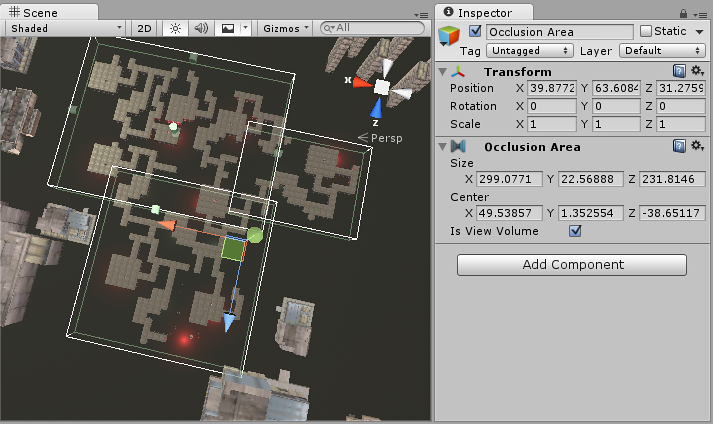 Scene
Shaded
2D
Gizmos
All
x
z
Persp
Inspector
Occlusion Area
Static
Tag Untagged Layer Default
Transform
Position X 39.8772 Y 63.6084 Z 31.2759
Rotation X 0 Y 0 Z 0
Scale X 1 Y 1 Z 1
Occlusion Area
Size
X 299.0771 Y 22.56888 Z 231.8146
Center
X 49.53857 Y 1.352554 Z -38.65117
Is View Volume
Add Component